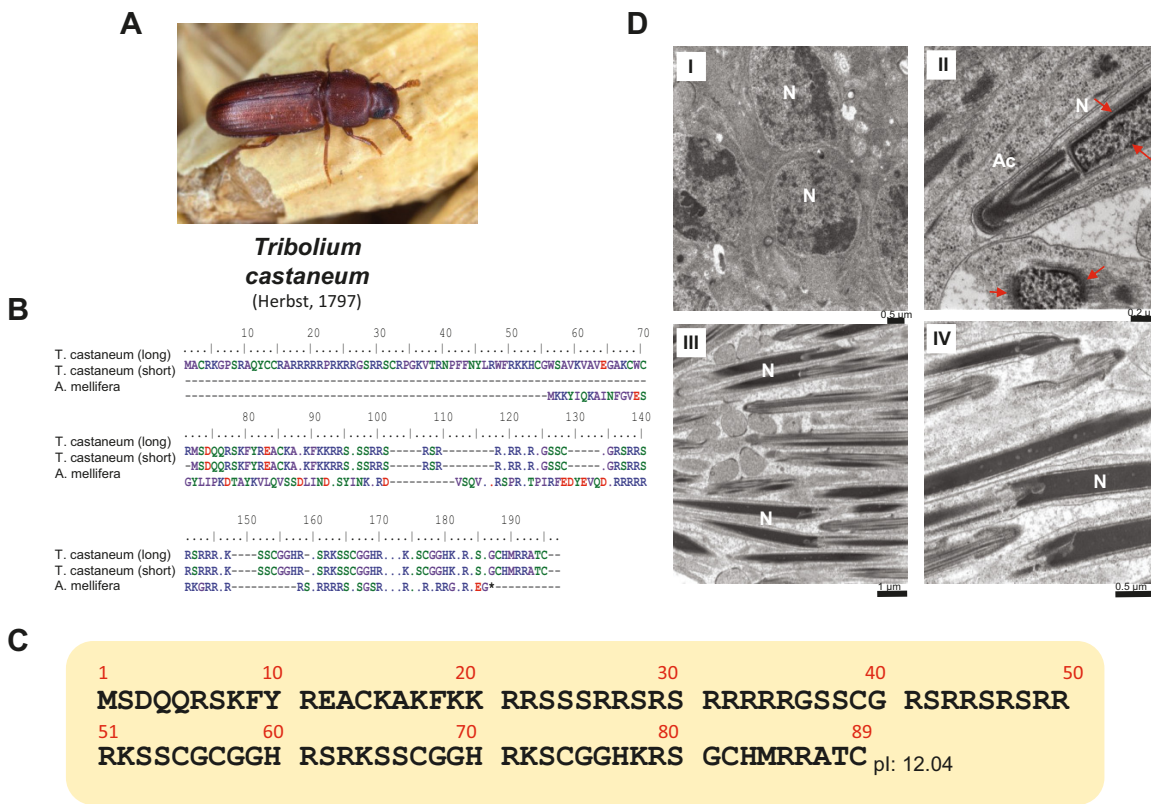 A
Tribolium
castaneum
(Herbst, 1797)
B
10 20 30 40 50 60 70
T. castaneum (long) MACRKGPSRAQYCCRARRRRRPRKRRGSRRSCRPGKVTRNPFFNYLRWFRKKHCGWSAVKVAVEGAKCWC
T. castaneum (short)
A. mellifera MKKYIQKAINFGVES
80 90 100 110 120 130 140
T. castaneum (long) RMSDQQRSKFYREACKA.KFKKRRS.SSRRS-----RSR--------R.RR.R.GSSC-----.GRSRRS
T. castaneum (short) -MSDQQRSKFYREACKA.KFKKRRS.SSRRS-----RSR--------R.RR.R.GSSC-----.GRSRRS
A. mellifera GYLIPKDTAYKVLQVSSDLIND.SYINK.RD----------VSQV..RSPR.TPIRFEDYEVQD.RRRRR
150 160 170 180 190
T. castaneum (long) RSRRR.K----SSCGGHR-.SRKSSCGGHR...K.SCGGHK.R.S.GCHMRRATC--
T. castaneum (short) RSRRR.K----SSCGGHR-.SRKSSCGGHR...K.SCGGHK.R.S.GCHMRRATC--
A. mellifera RKGRR.R----------RS.RRRRS.SGSR...R..R.RRG.R.EG*----------
C
1 10 20 30 40 50
MSDQQRSKFY REACKAKFKK RRSSSRRSRS RRRRRGSSCG RSRRSRSRR
51 60 70 80 89
RKSSCGCGGH RSRKSSCGGH RKSCGGHKRS GCHMRRATC pI: 12.04
D
I
N
N
0.5 µm
II
N
Ac
0.2 µ
III
N
N
1 µm
IV
N
0.5 µm